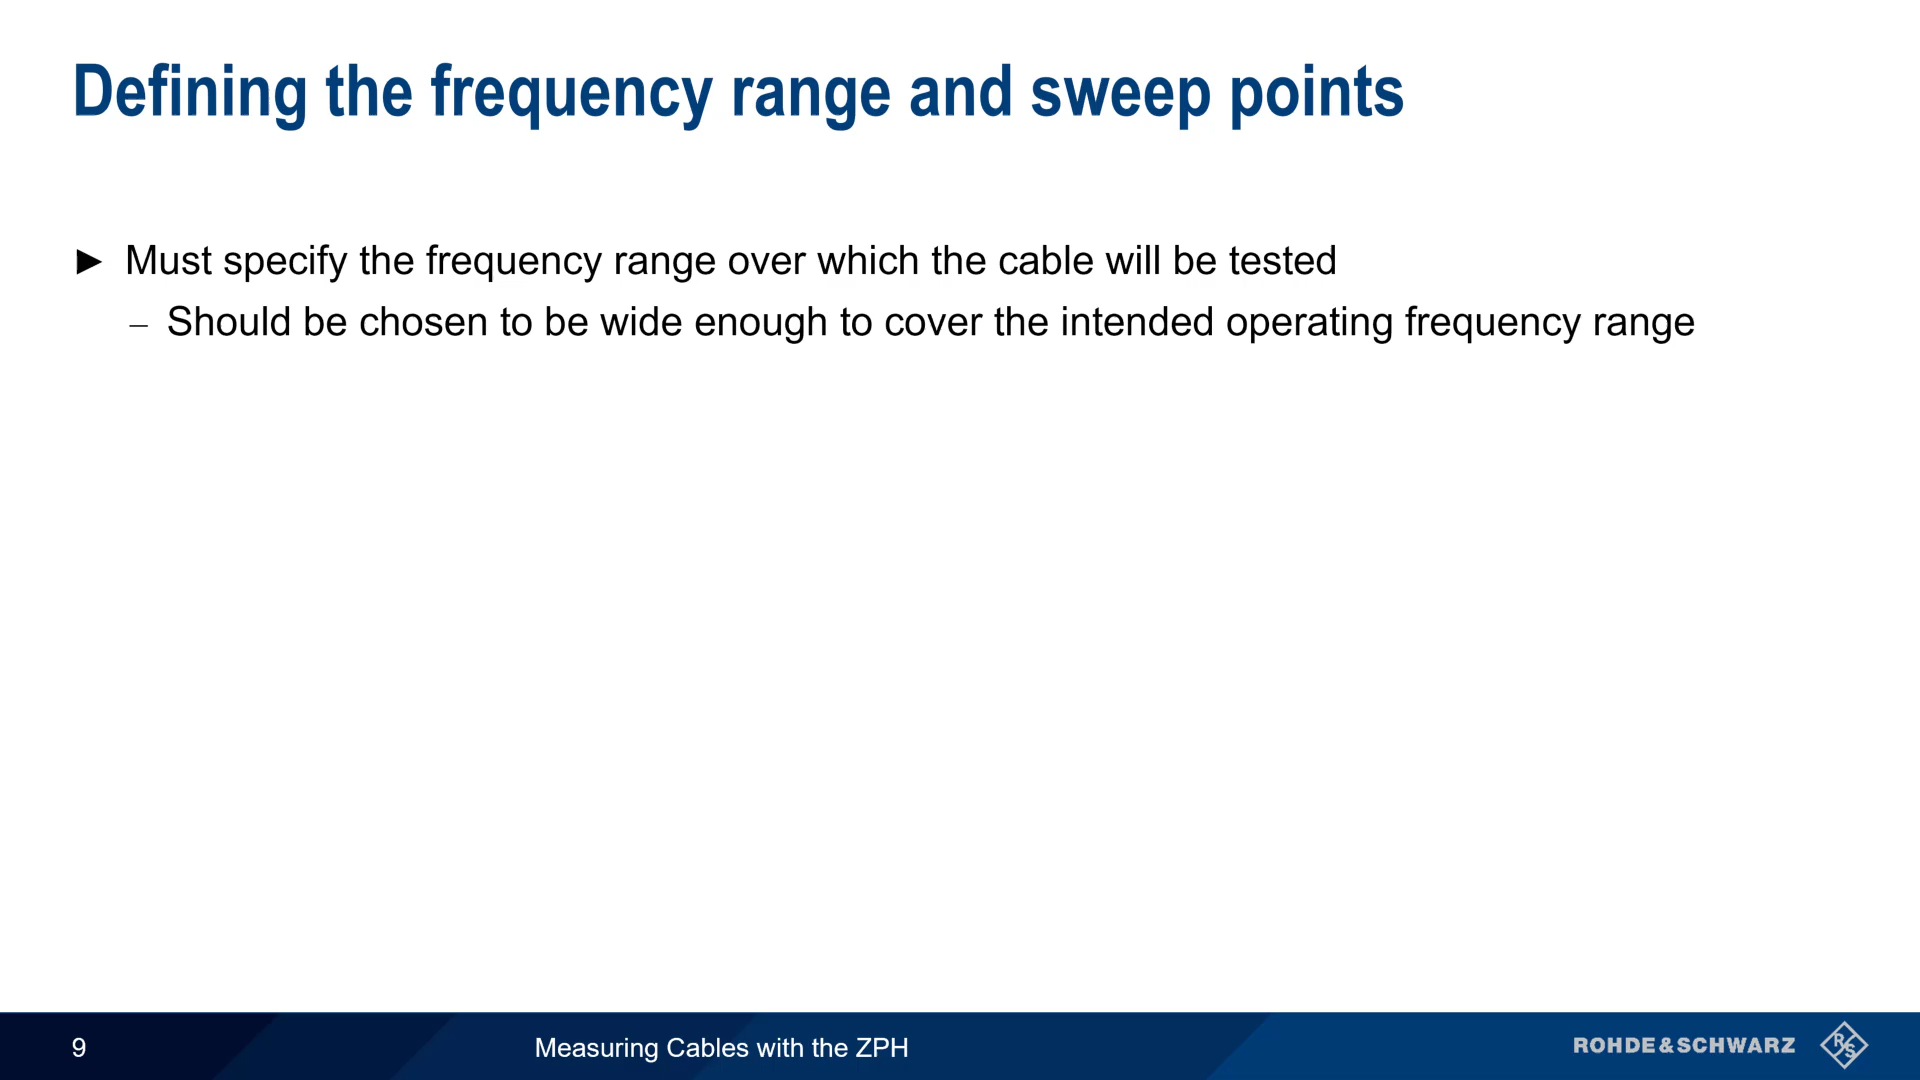 Defining the frequency range and sweep points
► Must specify the frequency range over which the cable will be tested
– Should be chosen to be wide enough to cover the intended operating frequency range
9
Measuring Cables with the ZPH
ROHDE&SCHWARZ
R&S